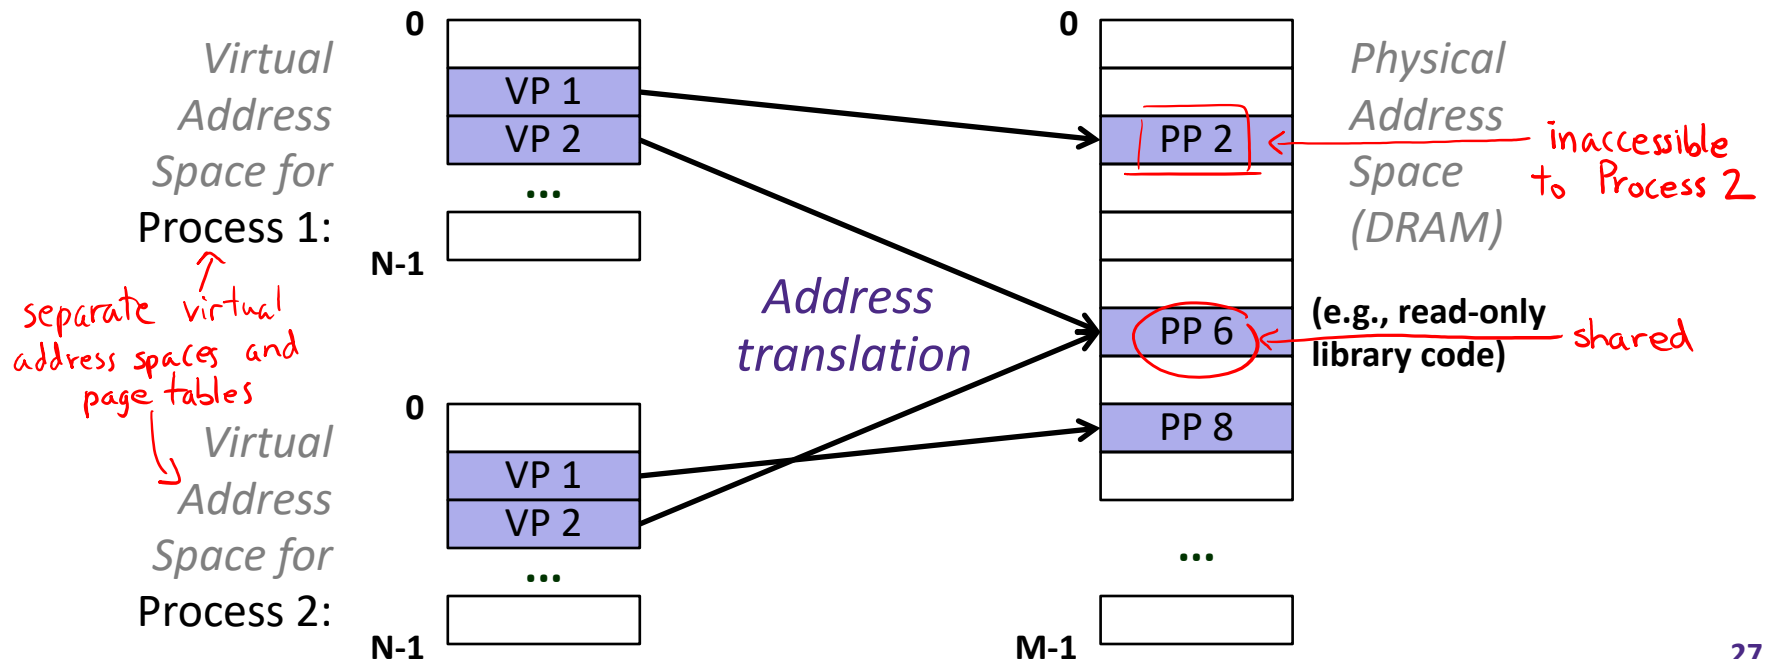 0
Virtual
Address
Space for
Process 1:
VP 1
VP 2
...
N-1
separate virtual
address spaces and
page tables
Address
translation
0
Virtual
Address
Space for
Process 2:
VP 1
VP 2
...
N-1
0
PP 2
PP 6
PP 8
...
M-1
Physical
Address
Space
(DRAM)
inaccessible
to Process 2
(e.g., read-only
library code)
shared
27